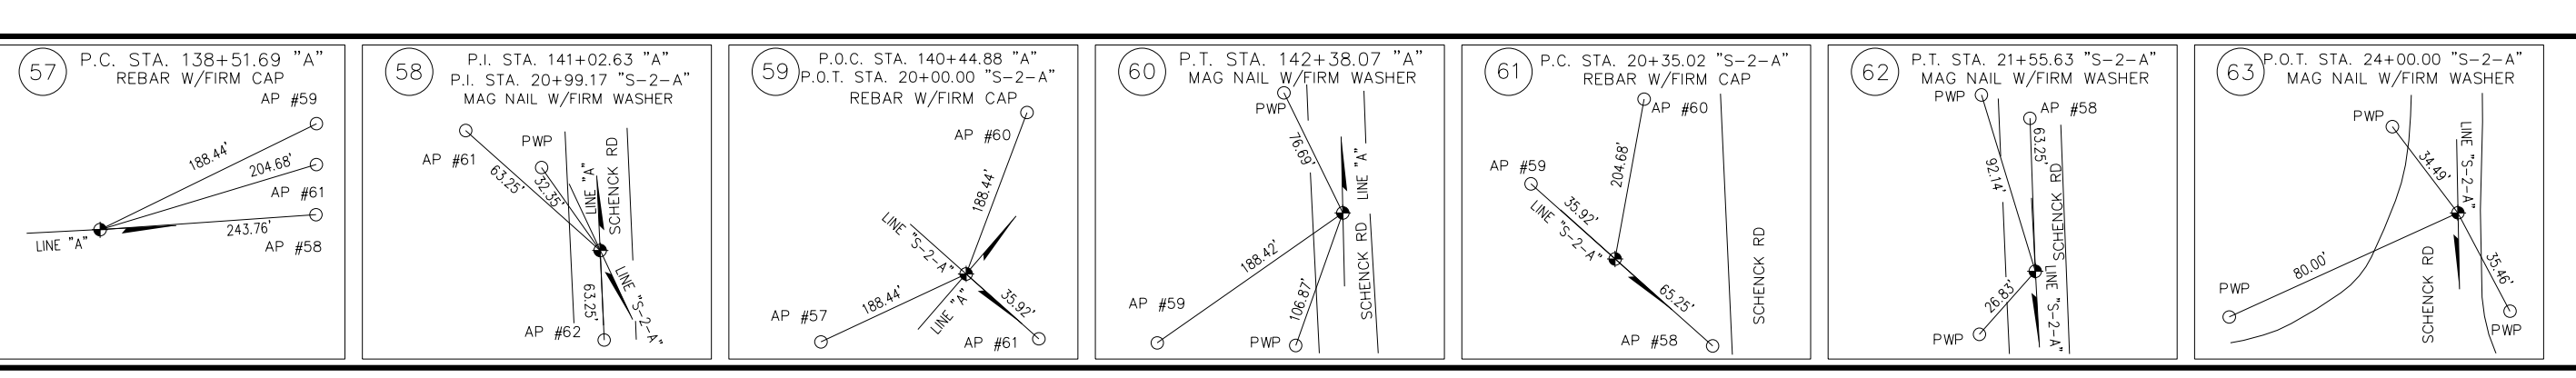 57
P.C. STA. 138+51.69 "A"
REBAR W/FIRM CAP
AP #59
188.44'
204.68'
AP #61
243.76'
LINE "A"
AP #58
58
P.I. STA. 141+02.63 "A"
P.I. STA. 20+99.17 "S-2-A"
MAG NAIL W/FIRM WASHER
PWP
AP #61
63.25'
32.35'
LINE "A"
SCHENCK RD
63.25'
LINE "S-2-A"
AP #62
59
P.O.C. STA. 140+44.88 "A"
P.O.T. STA. 20+00.00 "S-2-A"
REBAR W/FIRM CAP
AP #60
188.44'
LINE "S-2-A"
188.44'
35.92'
AP #57
LINE "A"
AP #61
60
P.T. STA. 142+38.07 "A"
MAG NAIL W/FIRM WASHER
PWP
76.69'
LINE "A"
188.42'
SCHENCK RD
106.87'
AP #59
PWP
61
P.C. STA. 20+35.02 "S-2-A"
REBAR W/FIRM CAP
AP #60
AP #59
204.68'
35.92'
LINE "S-2-A"
65.25'
SCHENCK RD
AP #58
62
P.T. STA. 21+55.63 "S-2-A"
MAG NAIL W/FIRM WASHER
PWP
AP #58
63.25'
92.14'
SCHENCK RD
26.83'
LINE "S-2-A"
PWP
63
P.O.T. STA. 24+00.00 "S-2-A"
MAG NAIL W/FIRM WASHER
PWP
LINE "S-2-A"
34.49'
80.00'
35.46'
SCHENCK RD
PWP
PWP